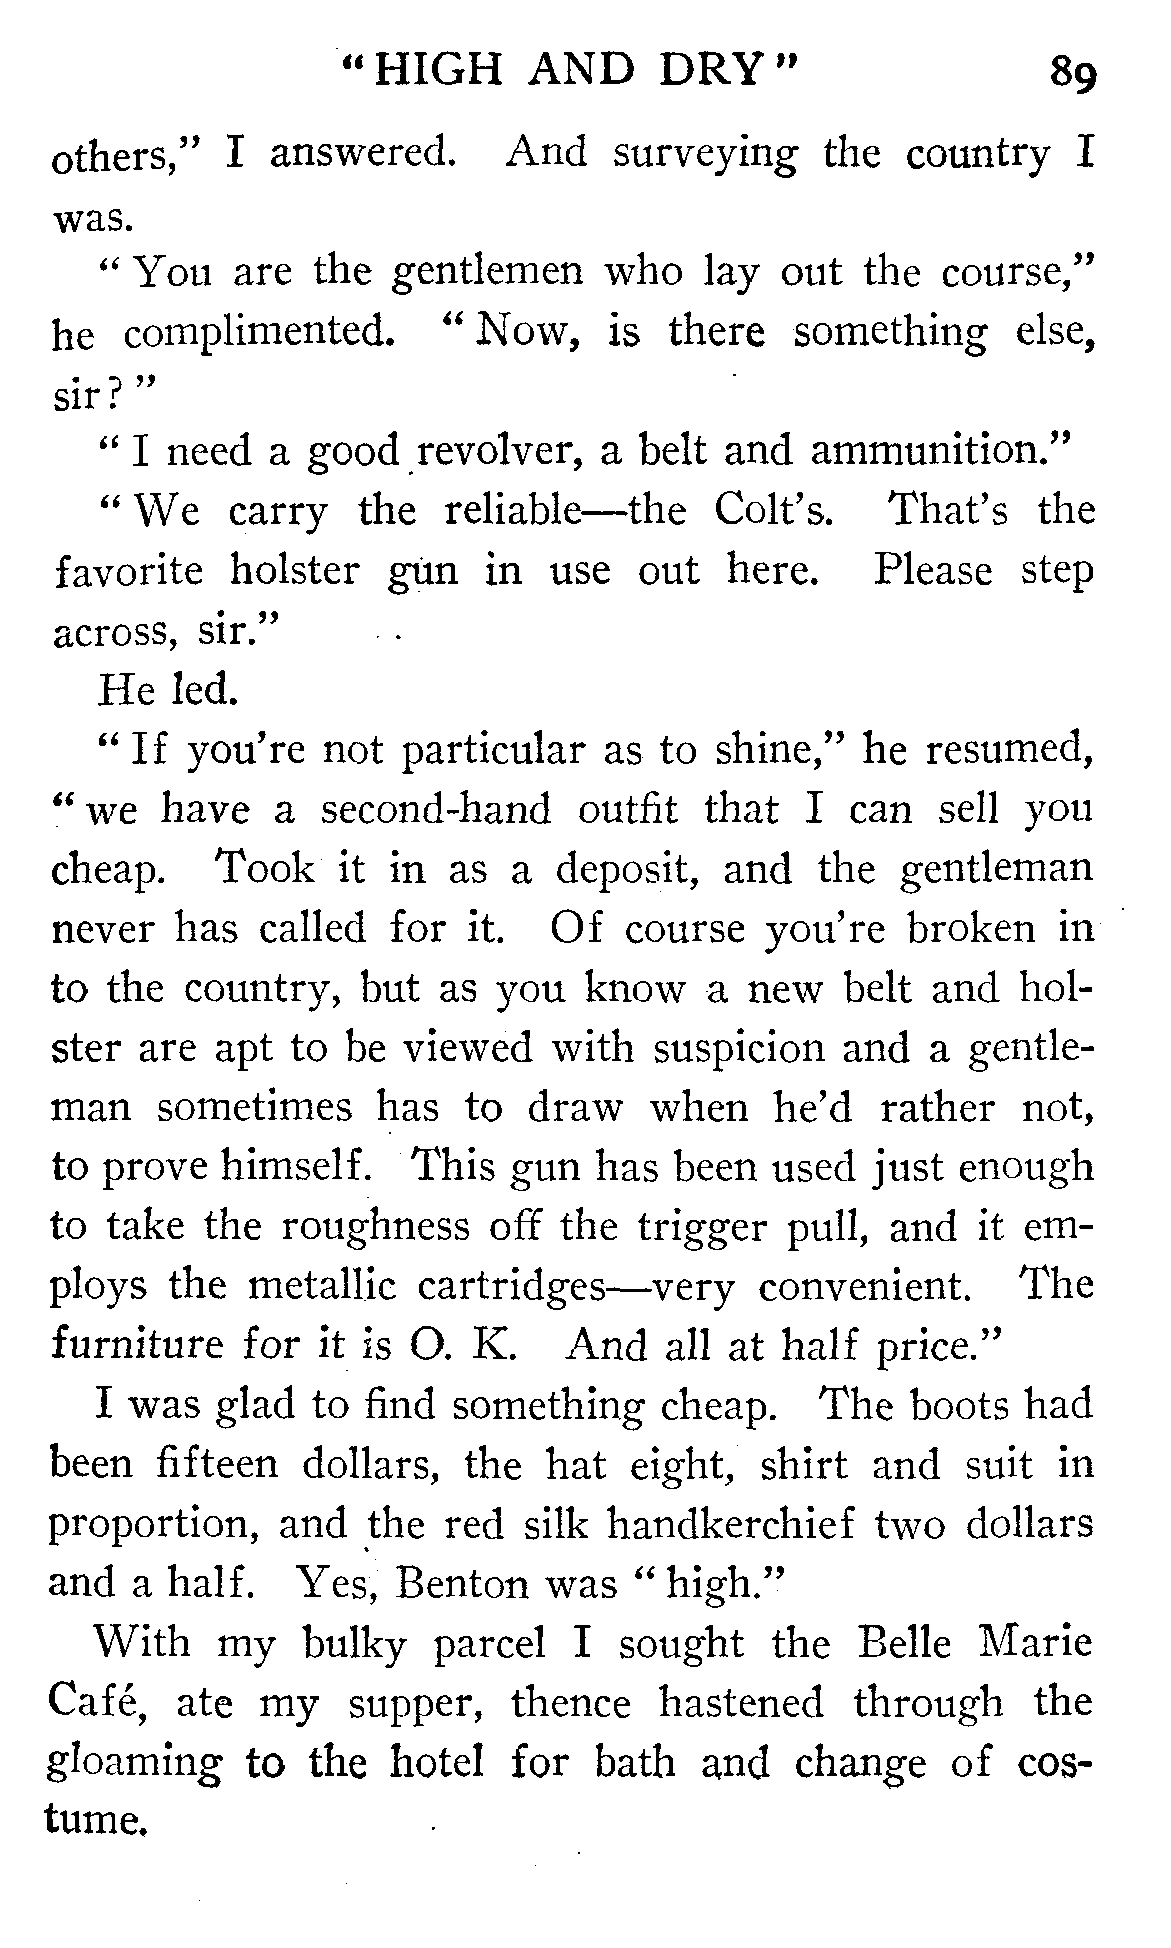 "HIGH AND DRY" 89
others," I answered. And surveying the country I
was.
"You are the gentlemen who lay out the course,"
he complimented. "Now, is there something else,
sir?"
"I need a good revolver, a belt and ammunition."
"We carry the reliable—the Colt's. That's the
favorite holster gun in use out here. Please step
across, sir."
He led.
"If you're not particular as to shine," he resumed,
"we have a second-hand outfit that I can sell you
cheap. Took it in as a deposit, and the gentleman
never has called for it. Of course you're broken in
to the country, but as you know a new belt and hol-
ster are apt to be viewed with suspicion and a gentle-
man sometimes has to draw when he'd rather not,
to prove himself. This gun has been used just enough
to take the roughness off the trigger pull, and it em-
ploys the metallic cartridges—very convenient. The
furniture for it is O. K. And all at half price."
I was glad to find something cheap. The boots had
been fifteen dollars, the hat eight, shirt and suit in
proportion, and the red silk handkerchief two dollars
and a half. Yes, Benton was "high."
With my bulky parcel I sought the Belle Marie
Café, ate my supper, thence hastened through the
gloaming to the hotel for bath and change of cos-
tume.